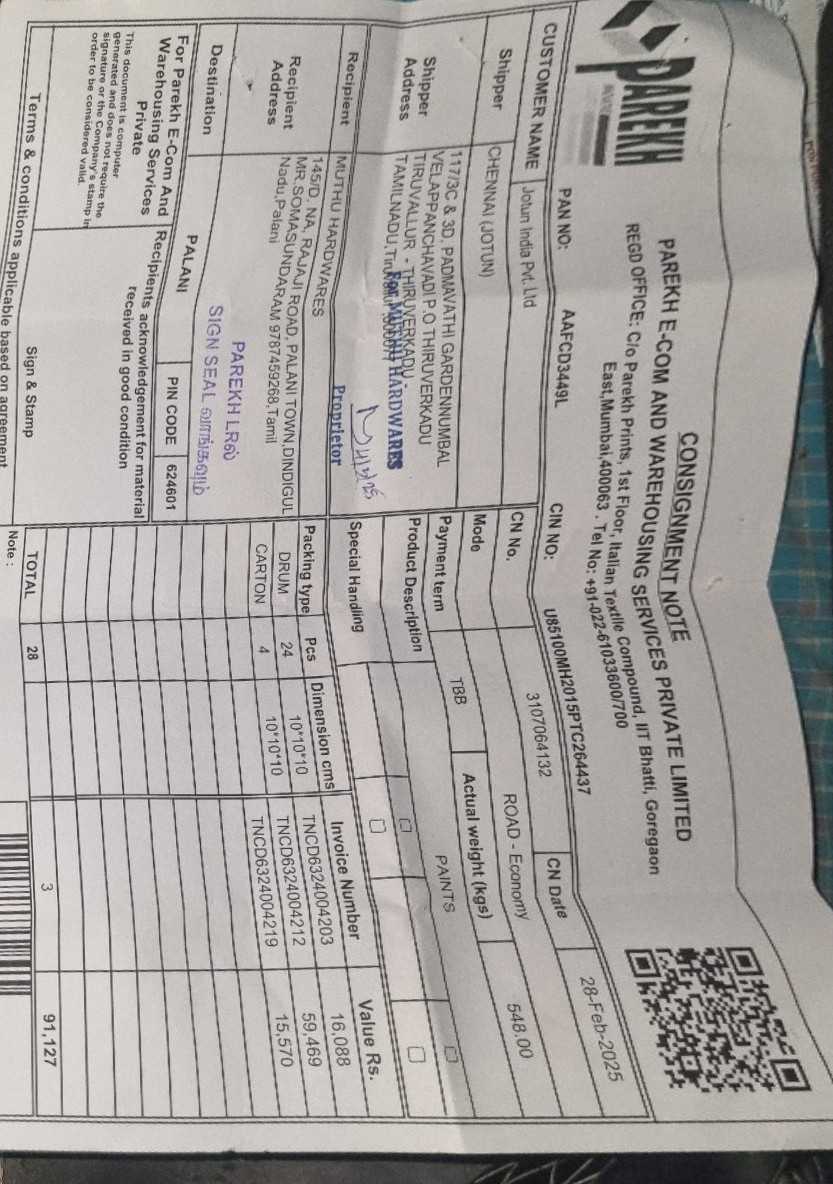 PAREKH
CONSIGNMENT NOTE
PAREKH E-COM AND WAREHOUSING SERVICES PRIVATE LIMITED
REGD OFFICE: C/o Parekh Prints, 1st Floor, Italian Textile Compound, IIT Bhatti, Goregaon
East,Mumbai,400063 , Tel No: +91-022-61033600/700
PAN NO: AAFCD3449L CIN NO: U85100MH2015PTC264437
CUSTOMER NAME Jotun India Pvt. Ltd CN No. 3107064132 CN Date 28-Feb-2025
Shipper CHENNAI (JOTUN) Mode ROAD - Economy
Payment term TBB Actual weight (kgs) 548.00
Shipper Address
117/3C & 3D, PADMAVATHI GARDENNUMBAL
VELAPPANCHAVADI P.O THIRUVERKADU
TIRUVALLUR - THIRUVERKADU -
Product Description PAINTS
For MUTHU HARDWARES
Proprietor
Special Handling
Recipient MUTHU HARDWARES
Recipient Address
145/D, NA, RAJAJI ROAD, PALANI TOWN,DINDIGUL
MR.SOMASUNDARAM 9787459268,Tamil
Nadu,Palani
PAREKH LRல்
SIGN SEAL வாங்கவும்
Destination PALANI PIN CODE 624601
Packing type Pcs Dimension cms Invoice Number Value Rs.
DRUM 24 10*10*10 TNCD6324004203 16,088
CARTON 4 10*10*10 TNCD6324004212 59,469
TNCD6324004219 15,570
For Parekh E-Com And
Warehousing Services
Private
This document is computer
generated and does not require the
signature or the Company's stamp in
order to be considered valid.
Recipients acknowledgement for material
received in good condition
Sign & Stamp
TOTAL 28 3 91,127
Terms & conditions applicable based on agreement
Note :